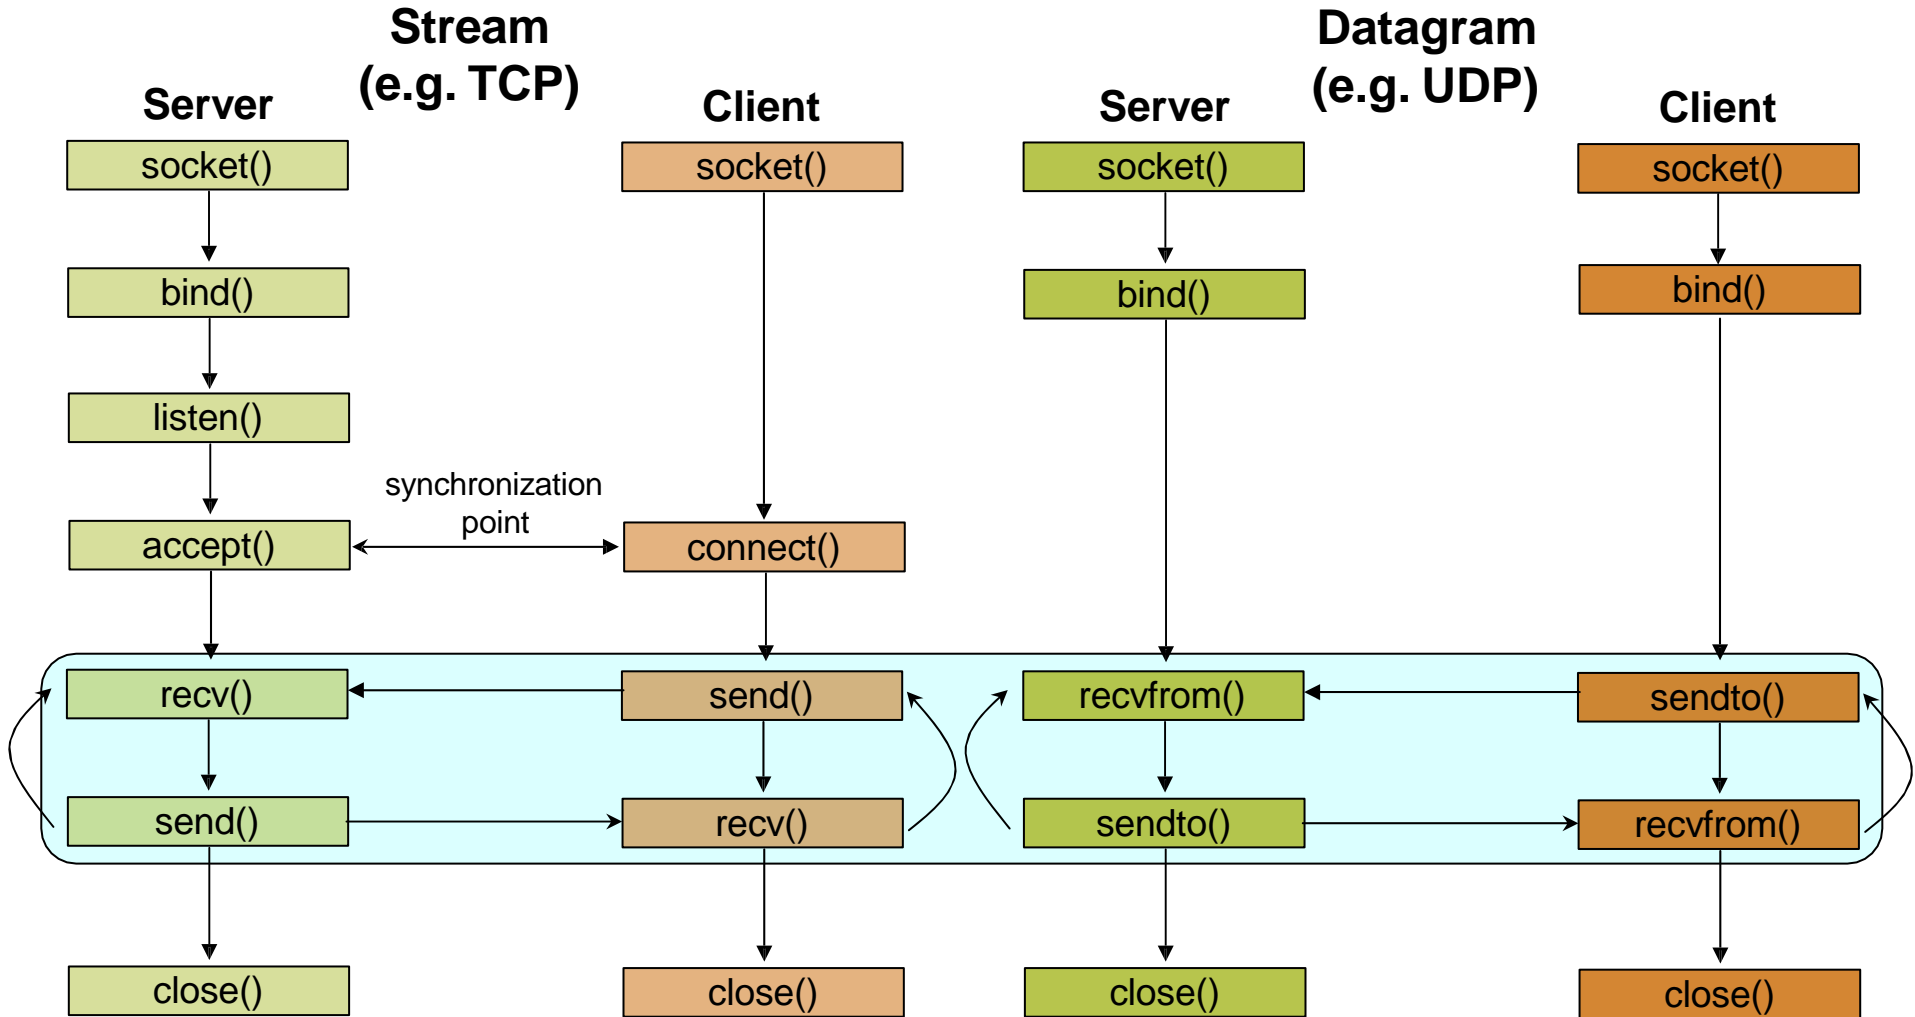 Stream
(e.g. TCP)
Datagram
(e.g. UDP)
Server
Client
Server
Client
socket()
socket()
socket()
socket()
bind()
bind()
bind()
listen()
synchronization
point
accept()
connect()
recv()
send()
recvfrom()
sendto()
send()
recv()
sendto()
recvfrom()
close()
close()
close()
close()